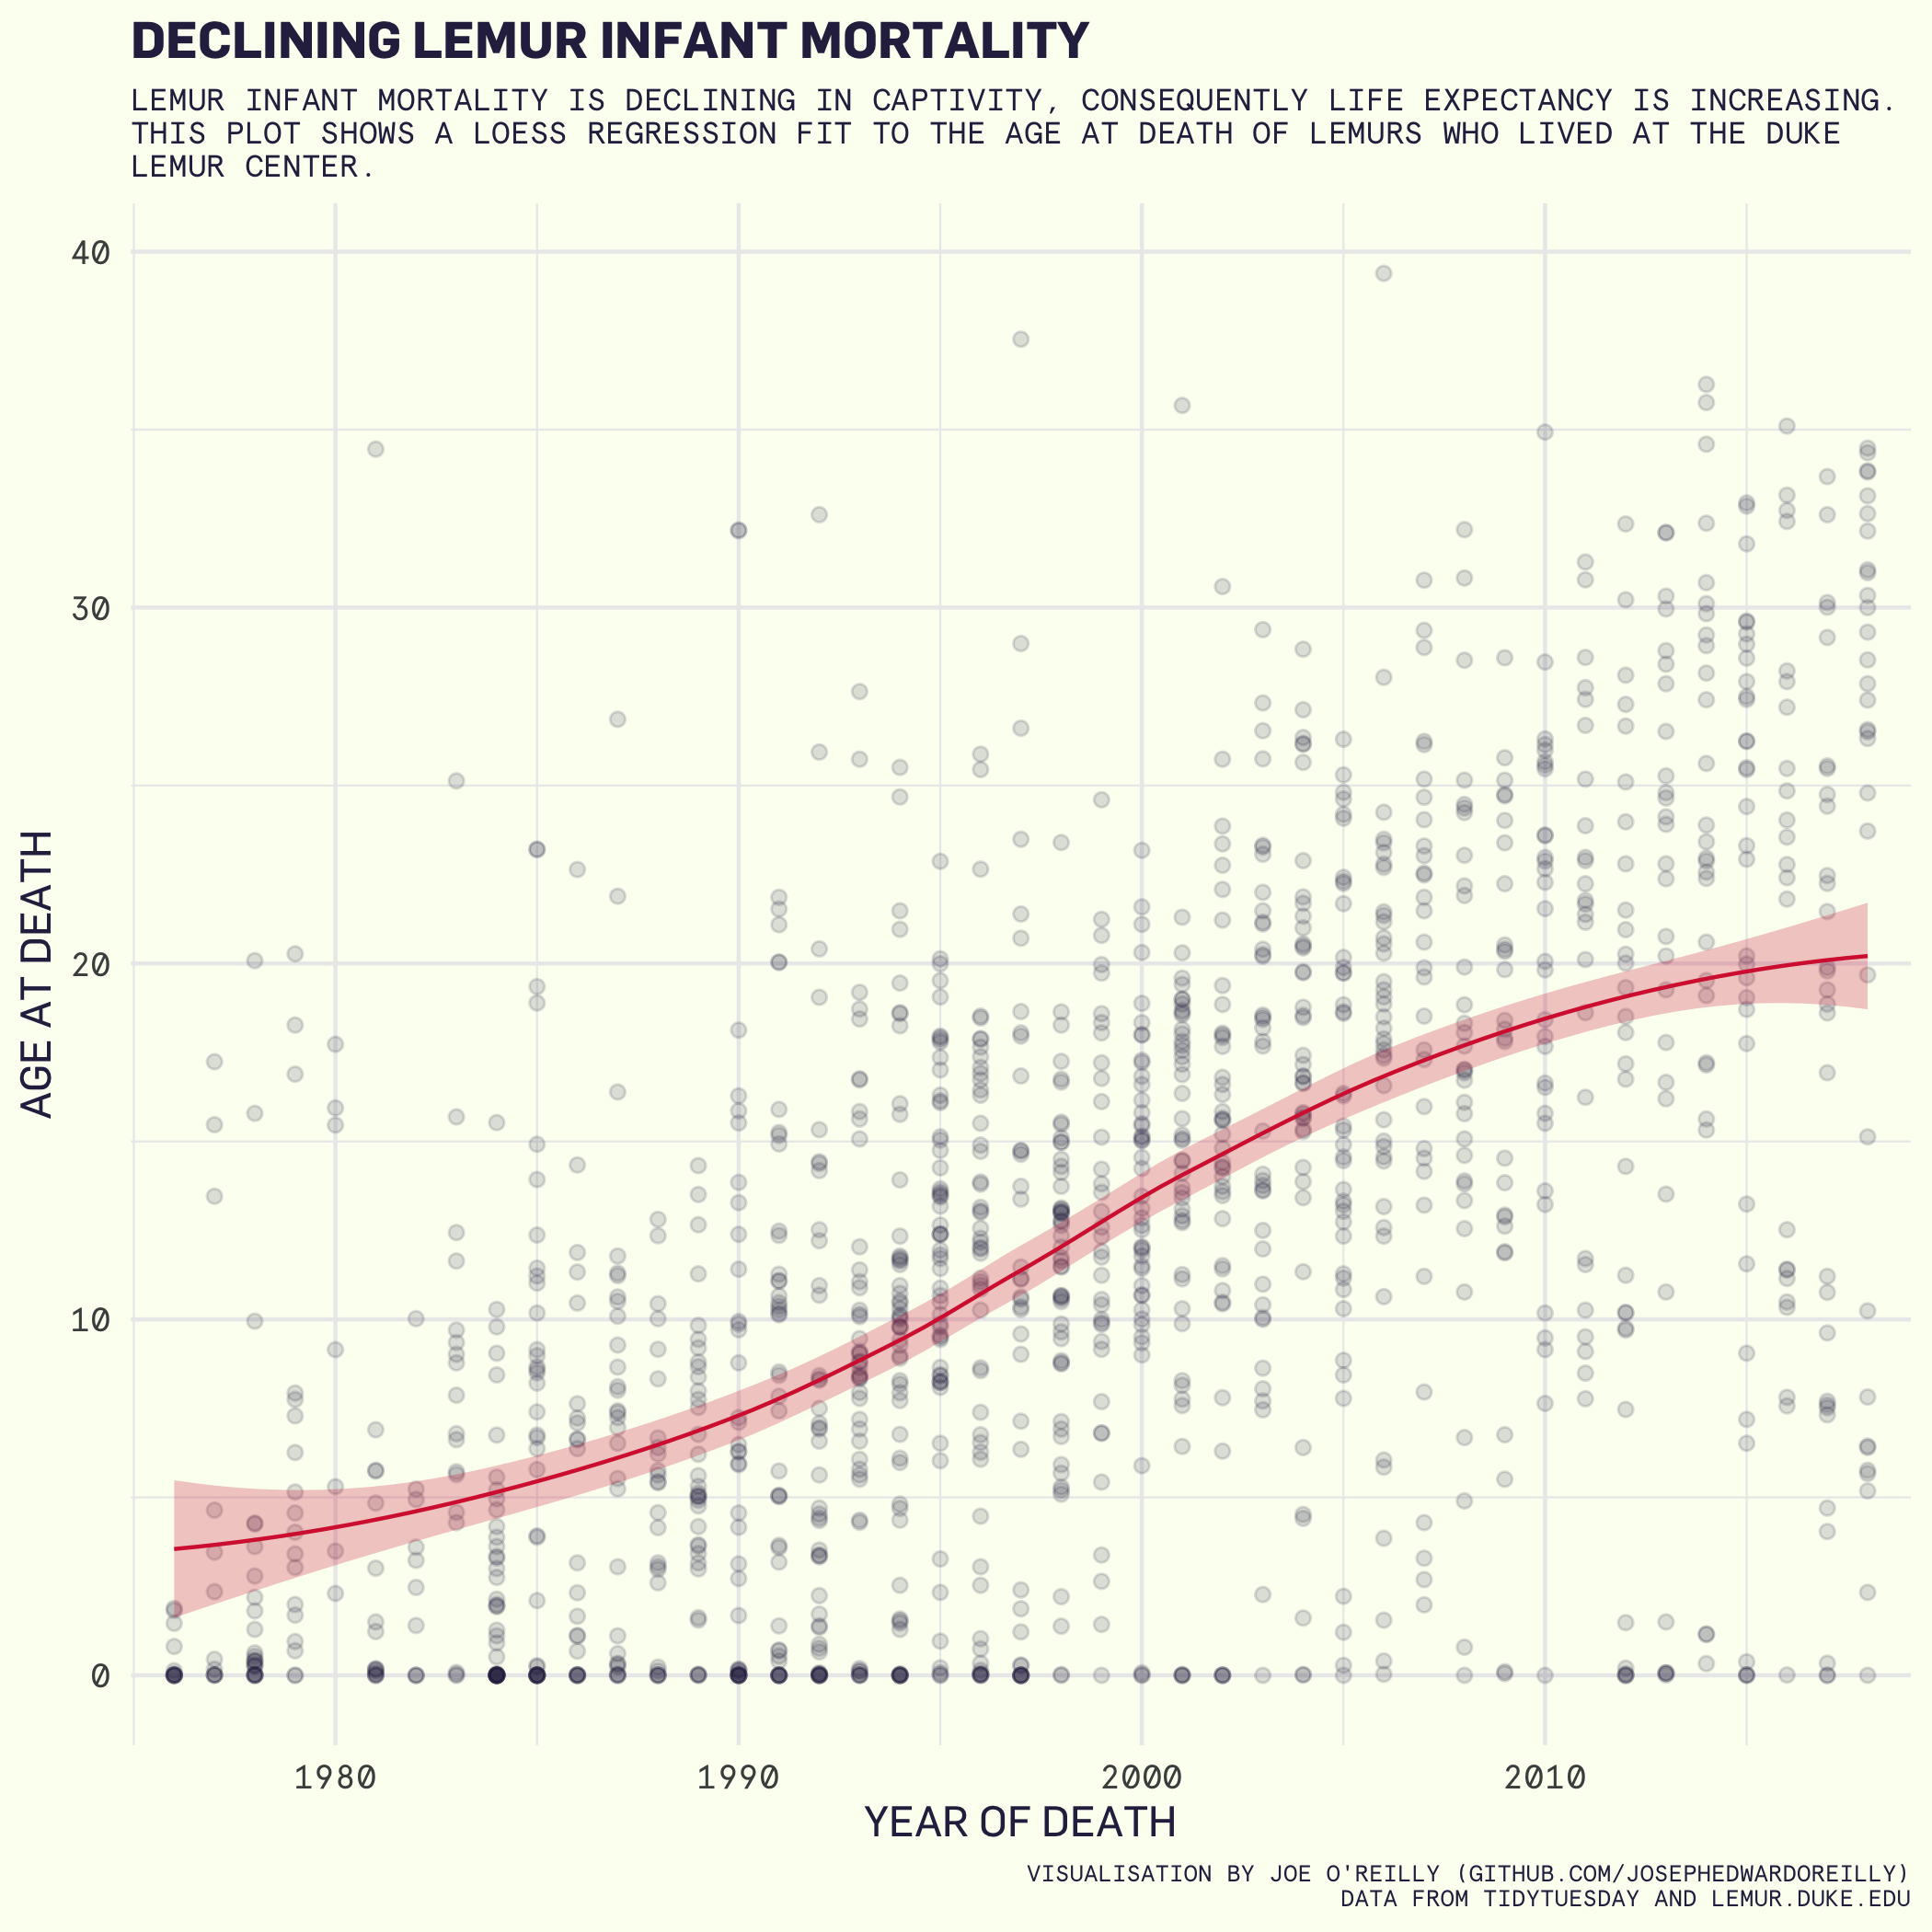 DECLINING LEMUR INFANT MORTALITY
LEMUR INFANT MORTALITY IS DECLINING IN CAPTIVITY, CONSEQUENTLY LIFE EXPECTANCY IS INCREASING.
THIS PLOT SHOWS A LOESS REGRESSION FIT TO THE AGE AT DEATH OF LEMURS WHO LIVED AT THE DUKE
LEMUR CENTER.
40
30
20
10
0
AGE AT DEATH
1980 1990 2000 2010
YEAR OF DEATH
VISUALISATION BY JOE O'REILLY (GITHUB.COM/JOSEPHEDWARDOREILLY)
DATA FROM TIDYTUESDAY AND LEMUR.DUKE.EDU